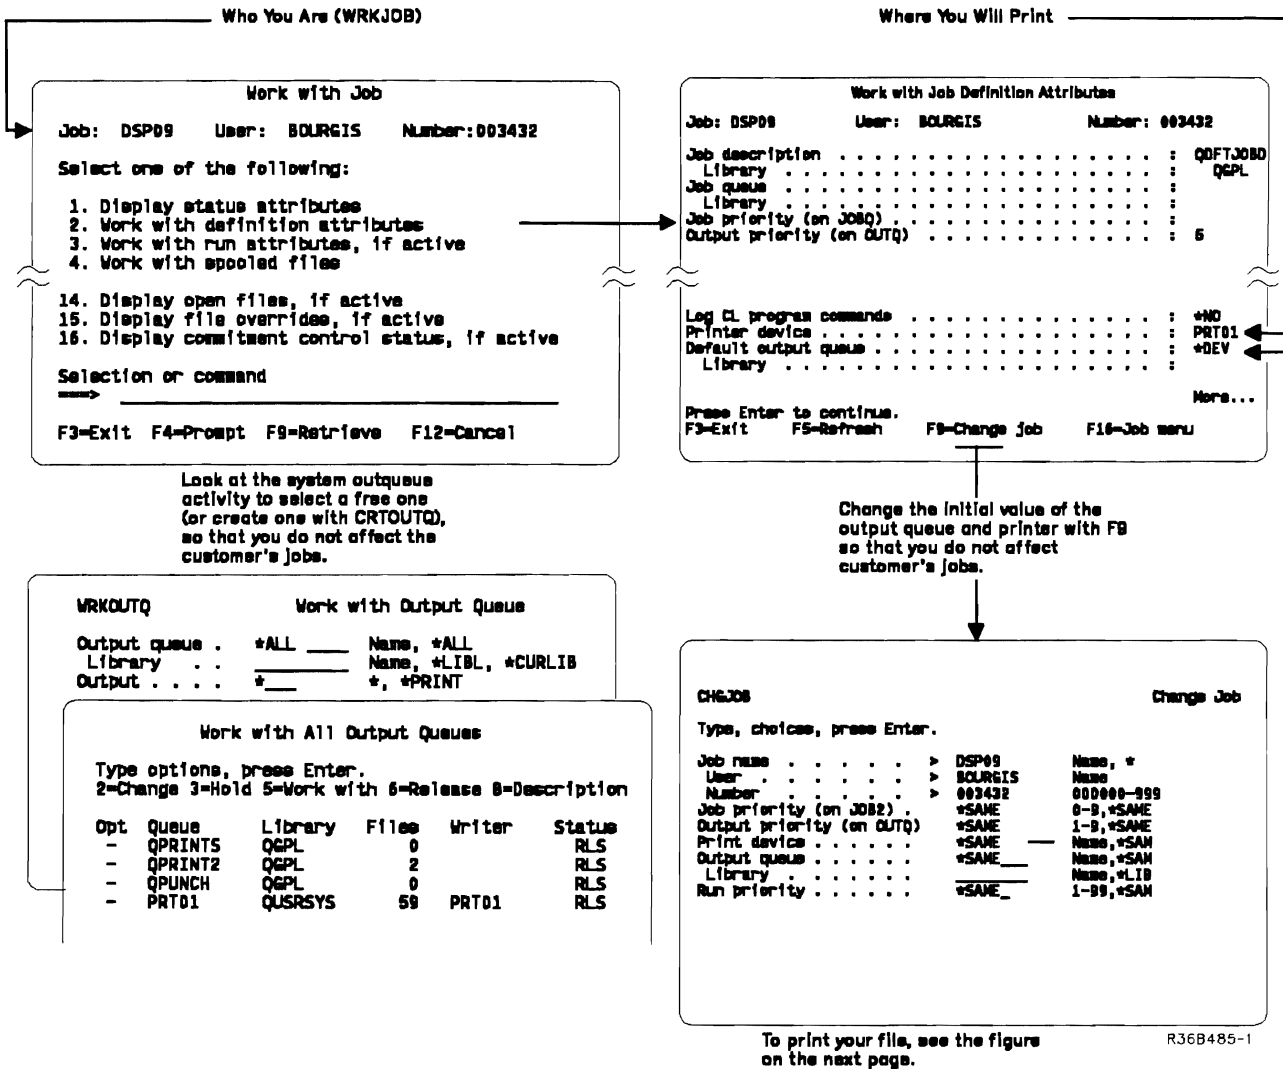 Who You Are (WRKJOB)
Where You Will Print
Work with Job
Job: DSP09 User: BOURGIS Number:003432
Select one of the following:
1. Display status attributes
2. Work with definition attributes
3. Work with run attributes, if active
4. Work with spooled files
14. Display open files, if active
15. Display file overrides, if active
16. Display commitment control status, if active
Selection or command
===>
F3=Exit F4=Prompt F9=Retrieve F12=Cancel
Look at the system outqueue
activity to select a free one
(or create one with CRTOUTQ),
so that you do not affect the
customer's jobs.
Work with Job Definition Attributes
Job: DSP09 User: BOURGIS Number: 003432
Job description . . . . . . . . . . . . . . . . . . . : QDFTJOBD
Library . . . . . . . . . . . . . . . . . . . . . : QGPL
Job queue . . . . . . . . . . . . . . . . . . . . . . :
Library . . . . . . . . . . . . . . . . . . . . . :
Job priority (on JOBQ) . . . . . . . . . . . . . . . :
Output priority (on OUTQ) . . . . . . . . . . . . . : 5
Log CL program commands . . . . . . . . . . . . . . : *NO
Printer device . . . . . . . . . . . . . . . . . . . : PRT01
Default output queue . . . . . . . . . . . . . . . . : *DEV
Library . . . . . . . . . . . . . . . . . . . . . :
More...
Press Enter to continue.
F3=Exit F5=Refresh F9=Change job F16=Job menu
Change the initial value of the
output queue and printer with F9
so that you do not affect
customer's jobs.
WRKOUTQ Work with Output Queue
Output queue . *ALL ____ Name, *ALL
Library . . ________ Name, *LIBL, *CURLIB
Output . . . . *___ *, *PRINT
Work with All Output Queues
Type options, press Enter.
2=Change 3=Hold 5=Work with 6=Release 8=Description
Opt Queue Library Files Writer Status
- QPRINTS QGPL 0 RLS
- QPRINT2 QGPL 2 RLS
- QPUNCH QGPL 0 RLS
- PRT01 QUSRSYS 59 PRT01 RLS
CHGJOB Change Job
Type, choices, press Enter.
Job name . . . . . > DSP09 Name, *
User . . . . . . > BOURGIS Name
Number . . . . . > 003432 000000-999
Job priority (on JOB2) . *SAME 0-9,*SAME
Output priority (on OUTQ) *SAME 1-9,*SAME
Print device . . . . . . *SAME Name,*SAM
Output queue . . . . . . *SAME___ Name,*SAM
Library . . . . . . ________ Name,*LIB
Run priority . . . . . . *SAME_ 1-99,*SAM
To print your file, see the figure
on the next page.
R36B485-1